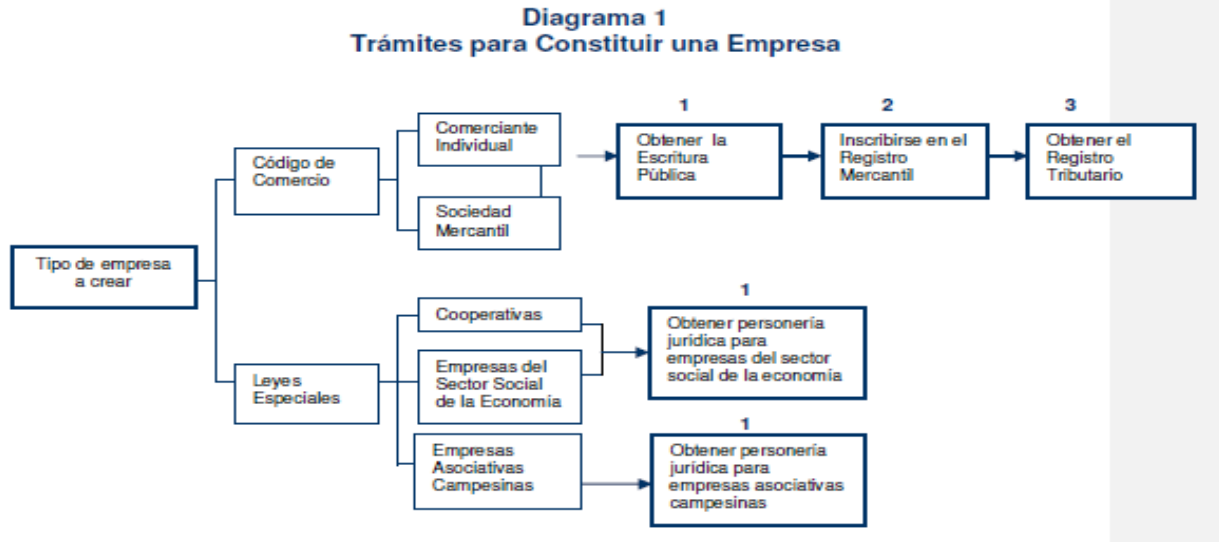 Diagrama 1
Trámites para Constituir una Empresa
1
2
3
Comerciante
Individual
Obtener la
Escritura
Pública
Inscribirse en el
Registro
Mercantil
Obtener el
Registro
Tributario
Código de
Comercio
Sociedad
Mercantil
Tipo de empresa
a crear
1
Cooperativas
Obtener personería
jurídica para
empresas del sector
social de la economía
Empresas del
Sector Social
de la Economía
Leyes
Especiales
1
Empresas
Asociativas
Campesinas
Obtener personería
jurídica para
empresas asociativas
campesinas